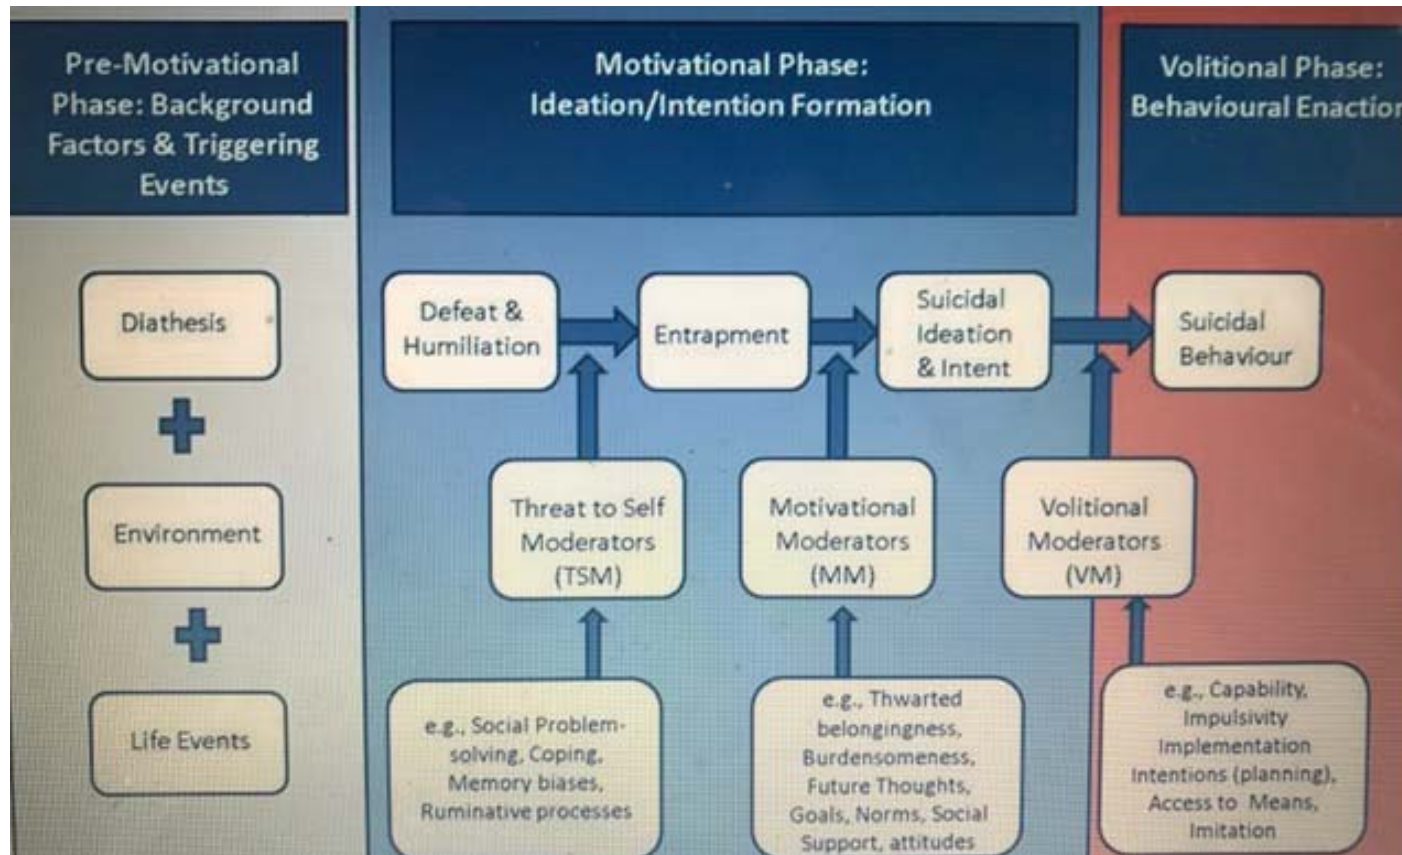 Pre-Motivational
Phase: Background
Factors & Triggering
Events
Motivational Phase:
Ideation/Intention Formation
Volitional Phase:
Behavioural Enaction
Diathesis
Environment
Life Events
Defeat &
Humiliation
Entrapment
Suicidal
Ideation
& Intent
Suicidal
Behaviour
Threat to Self
Moderators
(TSM)
Motivational
Moderators
(MM)
Volitional
Moderators
(VM)
e.g., Social Problem-
solving, Coping,
Memory biases,
Ruminative processes
e.g., Thwarted
belongingness,
Burdensomeness,
Future Thoughts,
Goals, Norms, Social
Support, attitudes
e.g., Capability,
Impulsivity
Implementation
Intentions (planning),
Access to Means,
Imitation